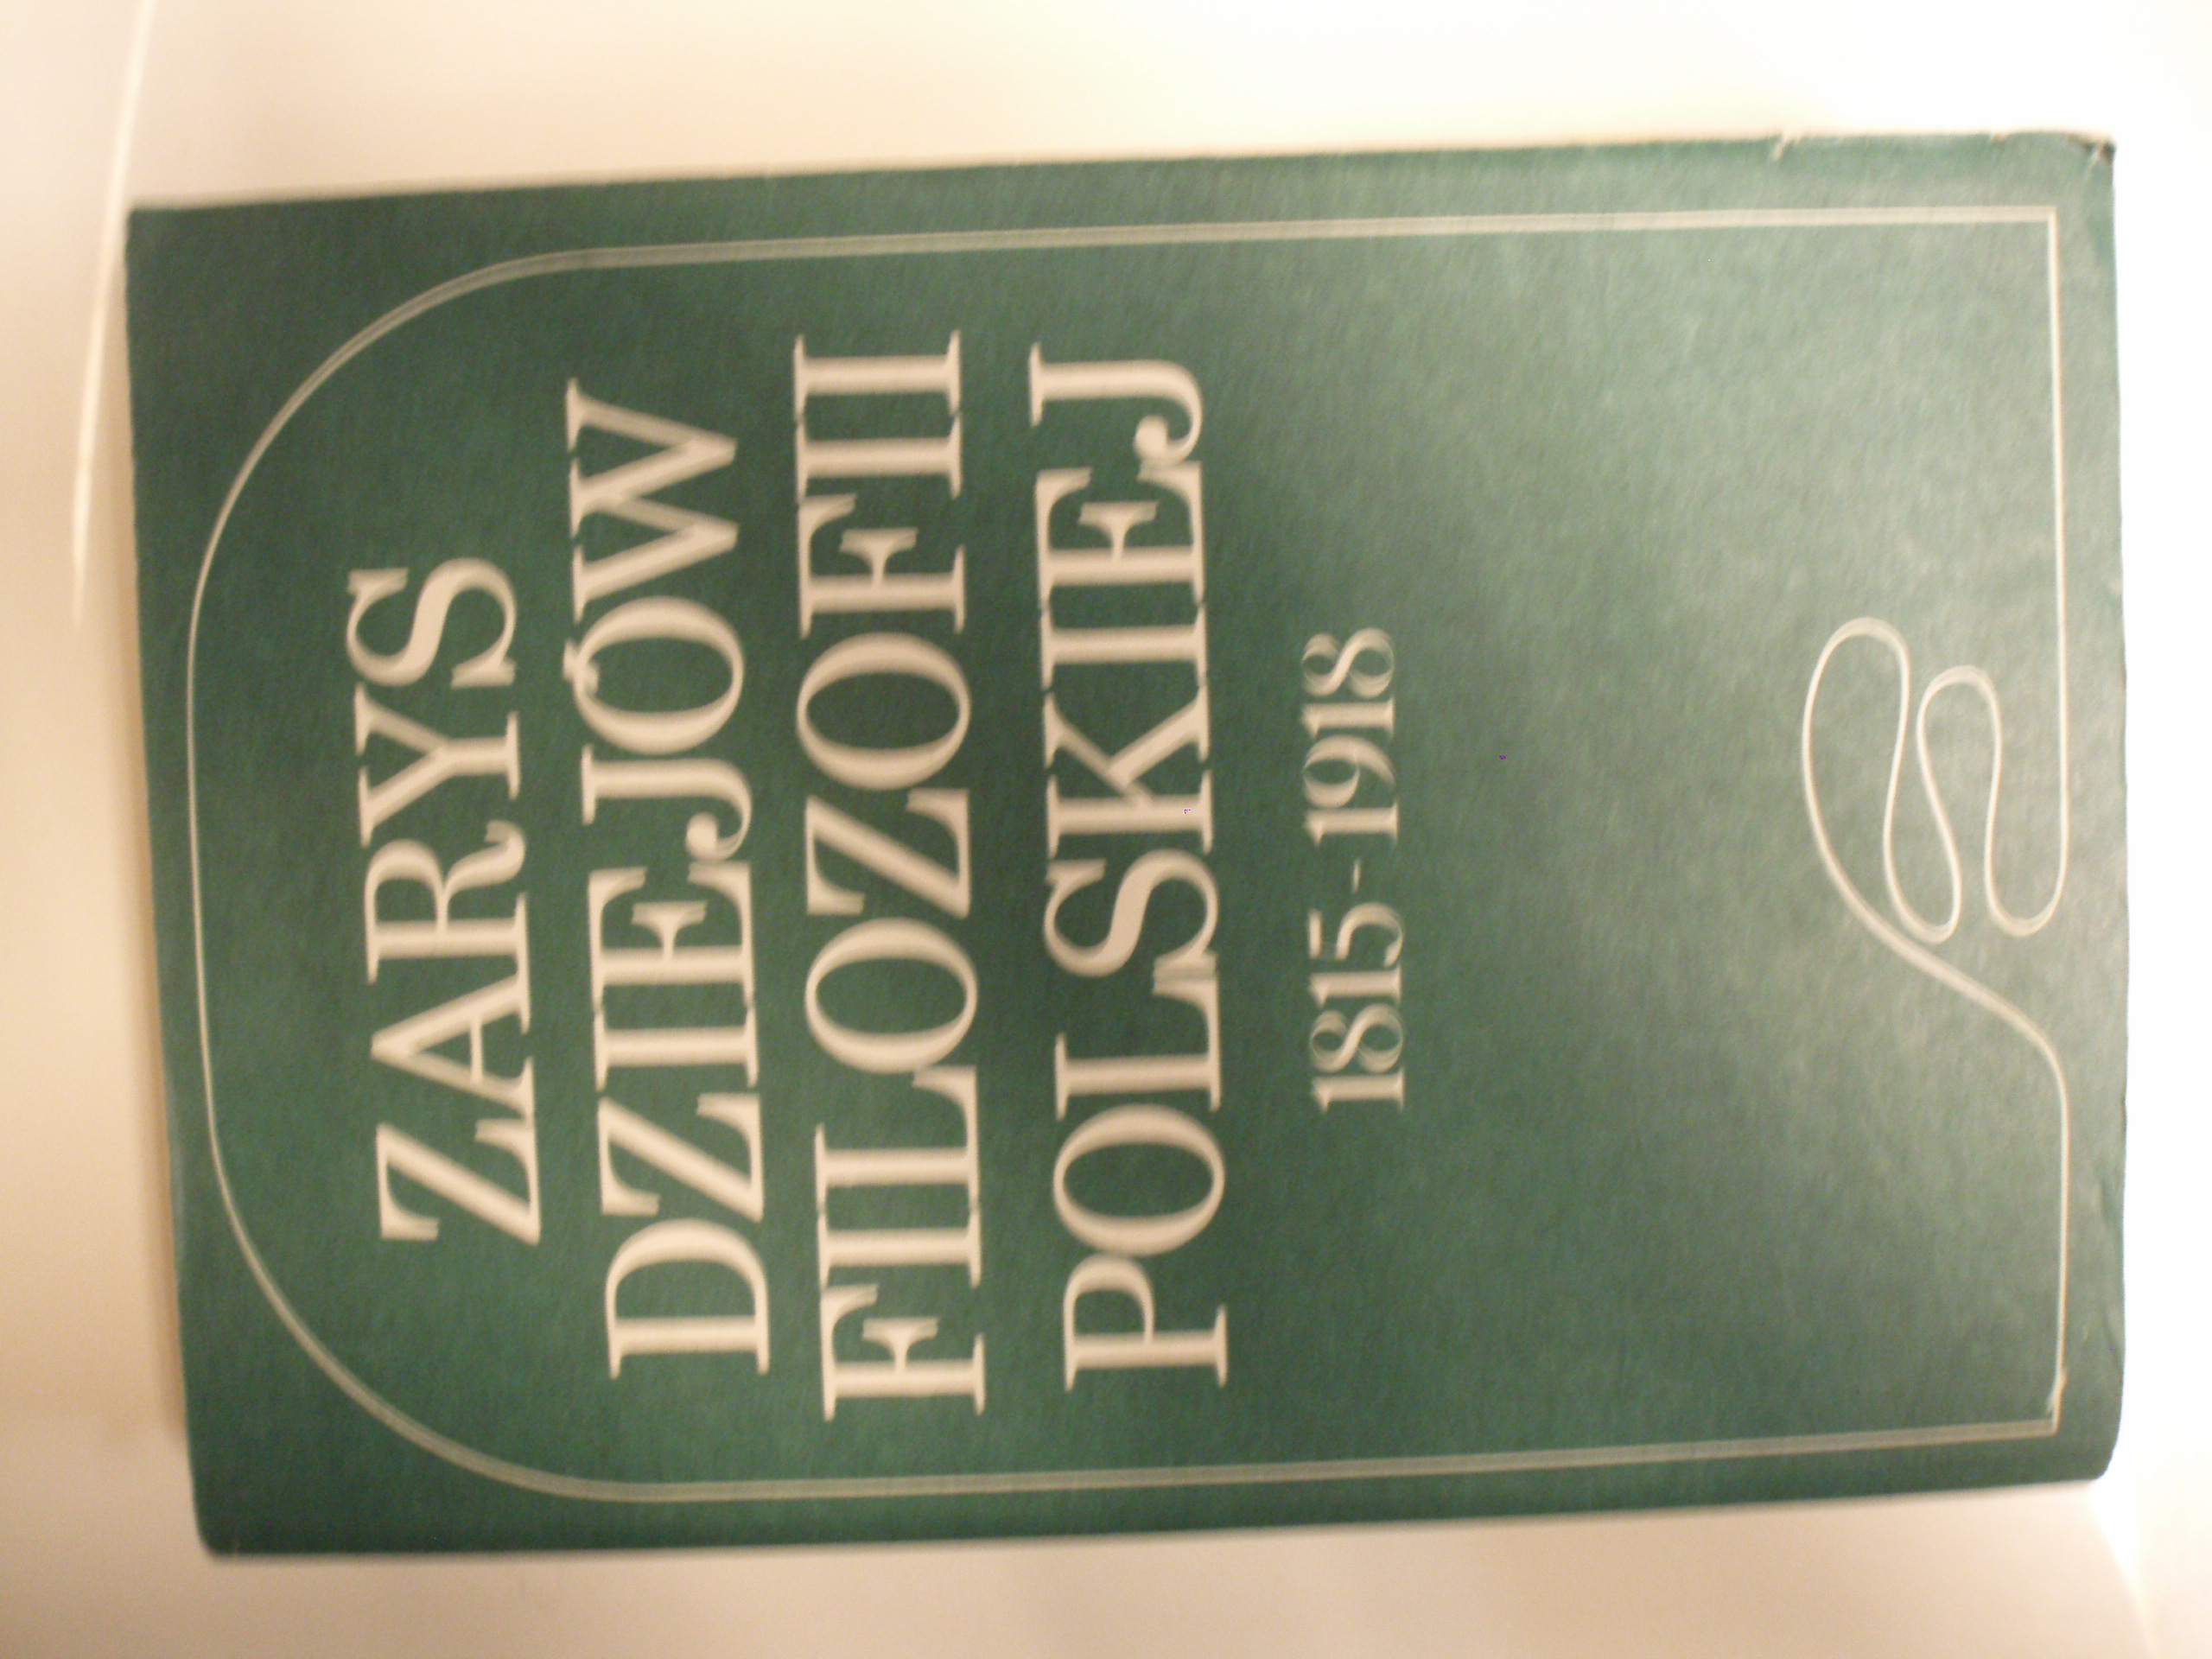 ZARYS
DZIEJÓW
FILOZOFII
POLSKIEJ
1815-1918